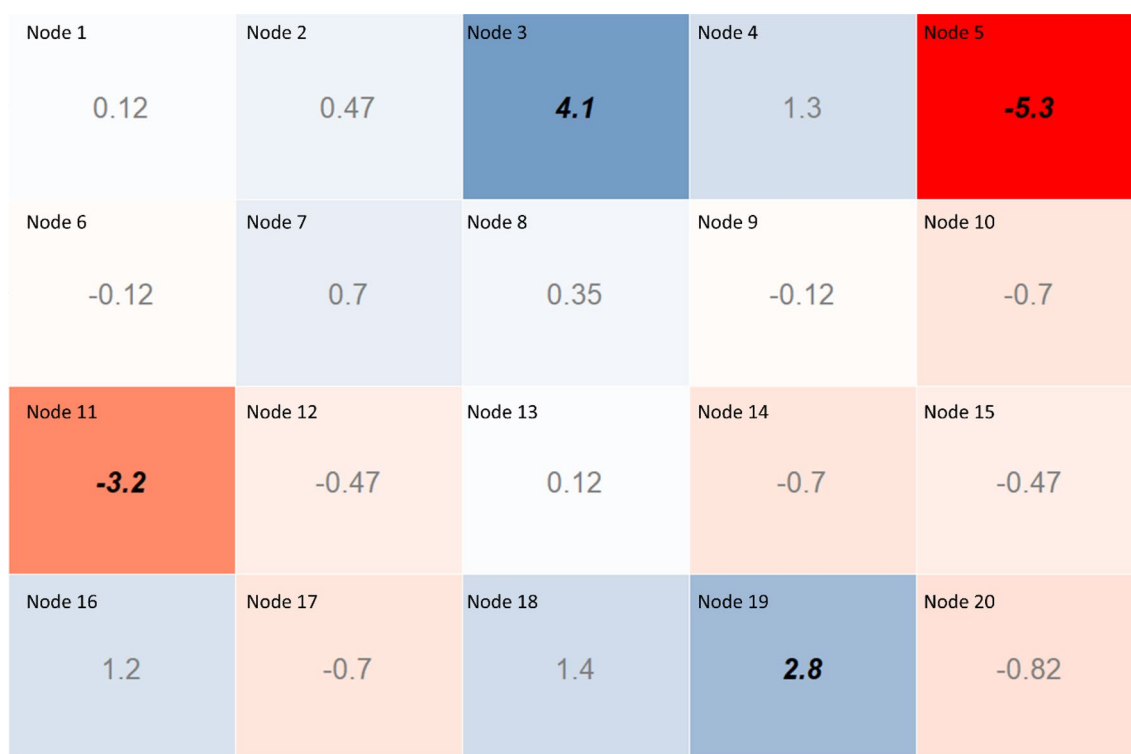 Node 1 Node 2 Node 3 Node 4 Node 5
0.12 0.47 4.1 1.3 -5.3
Node 6 Node 7 Node 8 Node 9 Node 10
-0.12 0.7 0.35 -0.12 -0.7
Node 11 Node 12 Node 13 Node 14 Node 15
-3.2 -0.47 0.12 -0.7 -0.47
Node 16 Node 17 Node 18 Node 19 Node 20
1.2 -0.7 1.4 2.8 -0.82